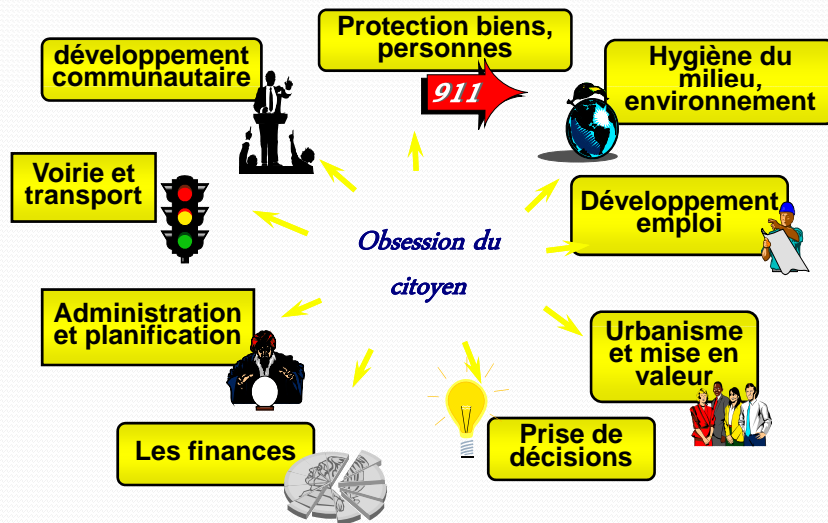 Protection biens,
personnes
911
développement
communautaire
Hygiène du
milieu,
environnement
Voirie et
transport
Développement
emploi
Obsession du
citoyen
Administration
et planification
Urbanisme
et mise en
valeur
Les finances
Prise de
décisions